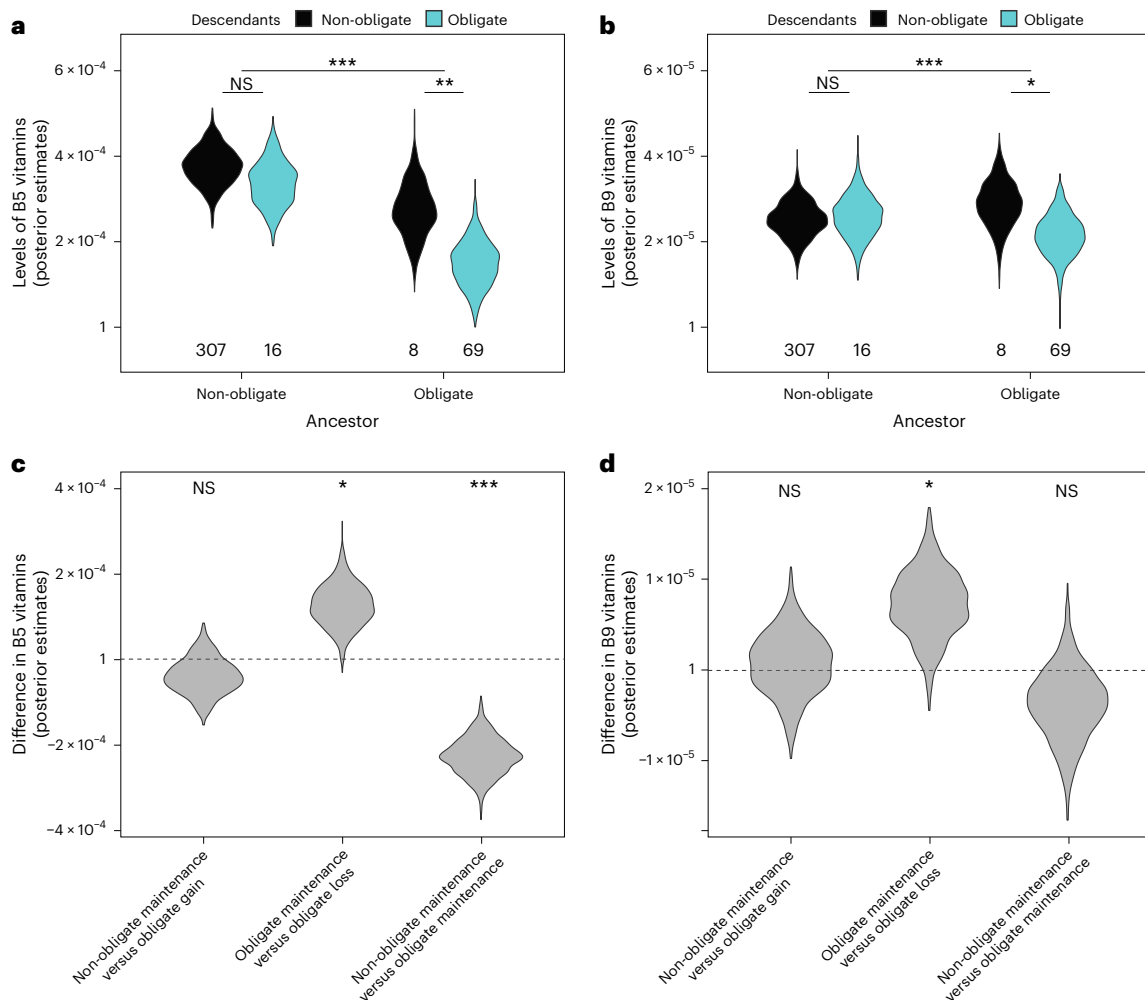 a
Descendants Non-obligate Obligate
6 × 10⁻⁴
4 × 10⁻⁴
2 × 10⁻⁴
1
Levels of B5 vitamins
(posterior estimates)
***
NS
**
307 16 8 69
Non-obligate Obligate
Ancestor
b
Descendants Non-obligate Obligate
6 × 10⁻⁵
4 × 10⁻⁵
2 × 10⁻⁵
1
Levels of B9 vitamins
(posterior estimates)
***
NS
*
307 16 8 69
Non-obligate Obligate
Ancestor
c
4 × 10⁻⁴
2 × 10⁻⁴
1
−2 × 10⁻⁴
−4 × 10⁻⁴
Difference in B5 vitamins
(posterior estimates)
NS * ***
Non-obligate maintenance
versus obligate gain
Obligate maintenance
versus obligate loss
Non-obligate maintenance
versus obligate maintenance
d
2 × 10⁻⁵
1 × 10⁻⁵
1
−1 × 10⁻⁵
Difference in B9 vitamins
(posterior estimates)
NS * NS
Non-obligate maintenance
versus obligate gain
Obligate maintenance
versus obligate loss
Non-obligate maintenance
versus obligate maintenance